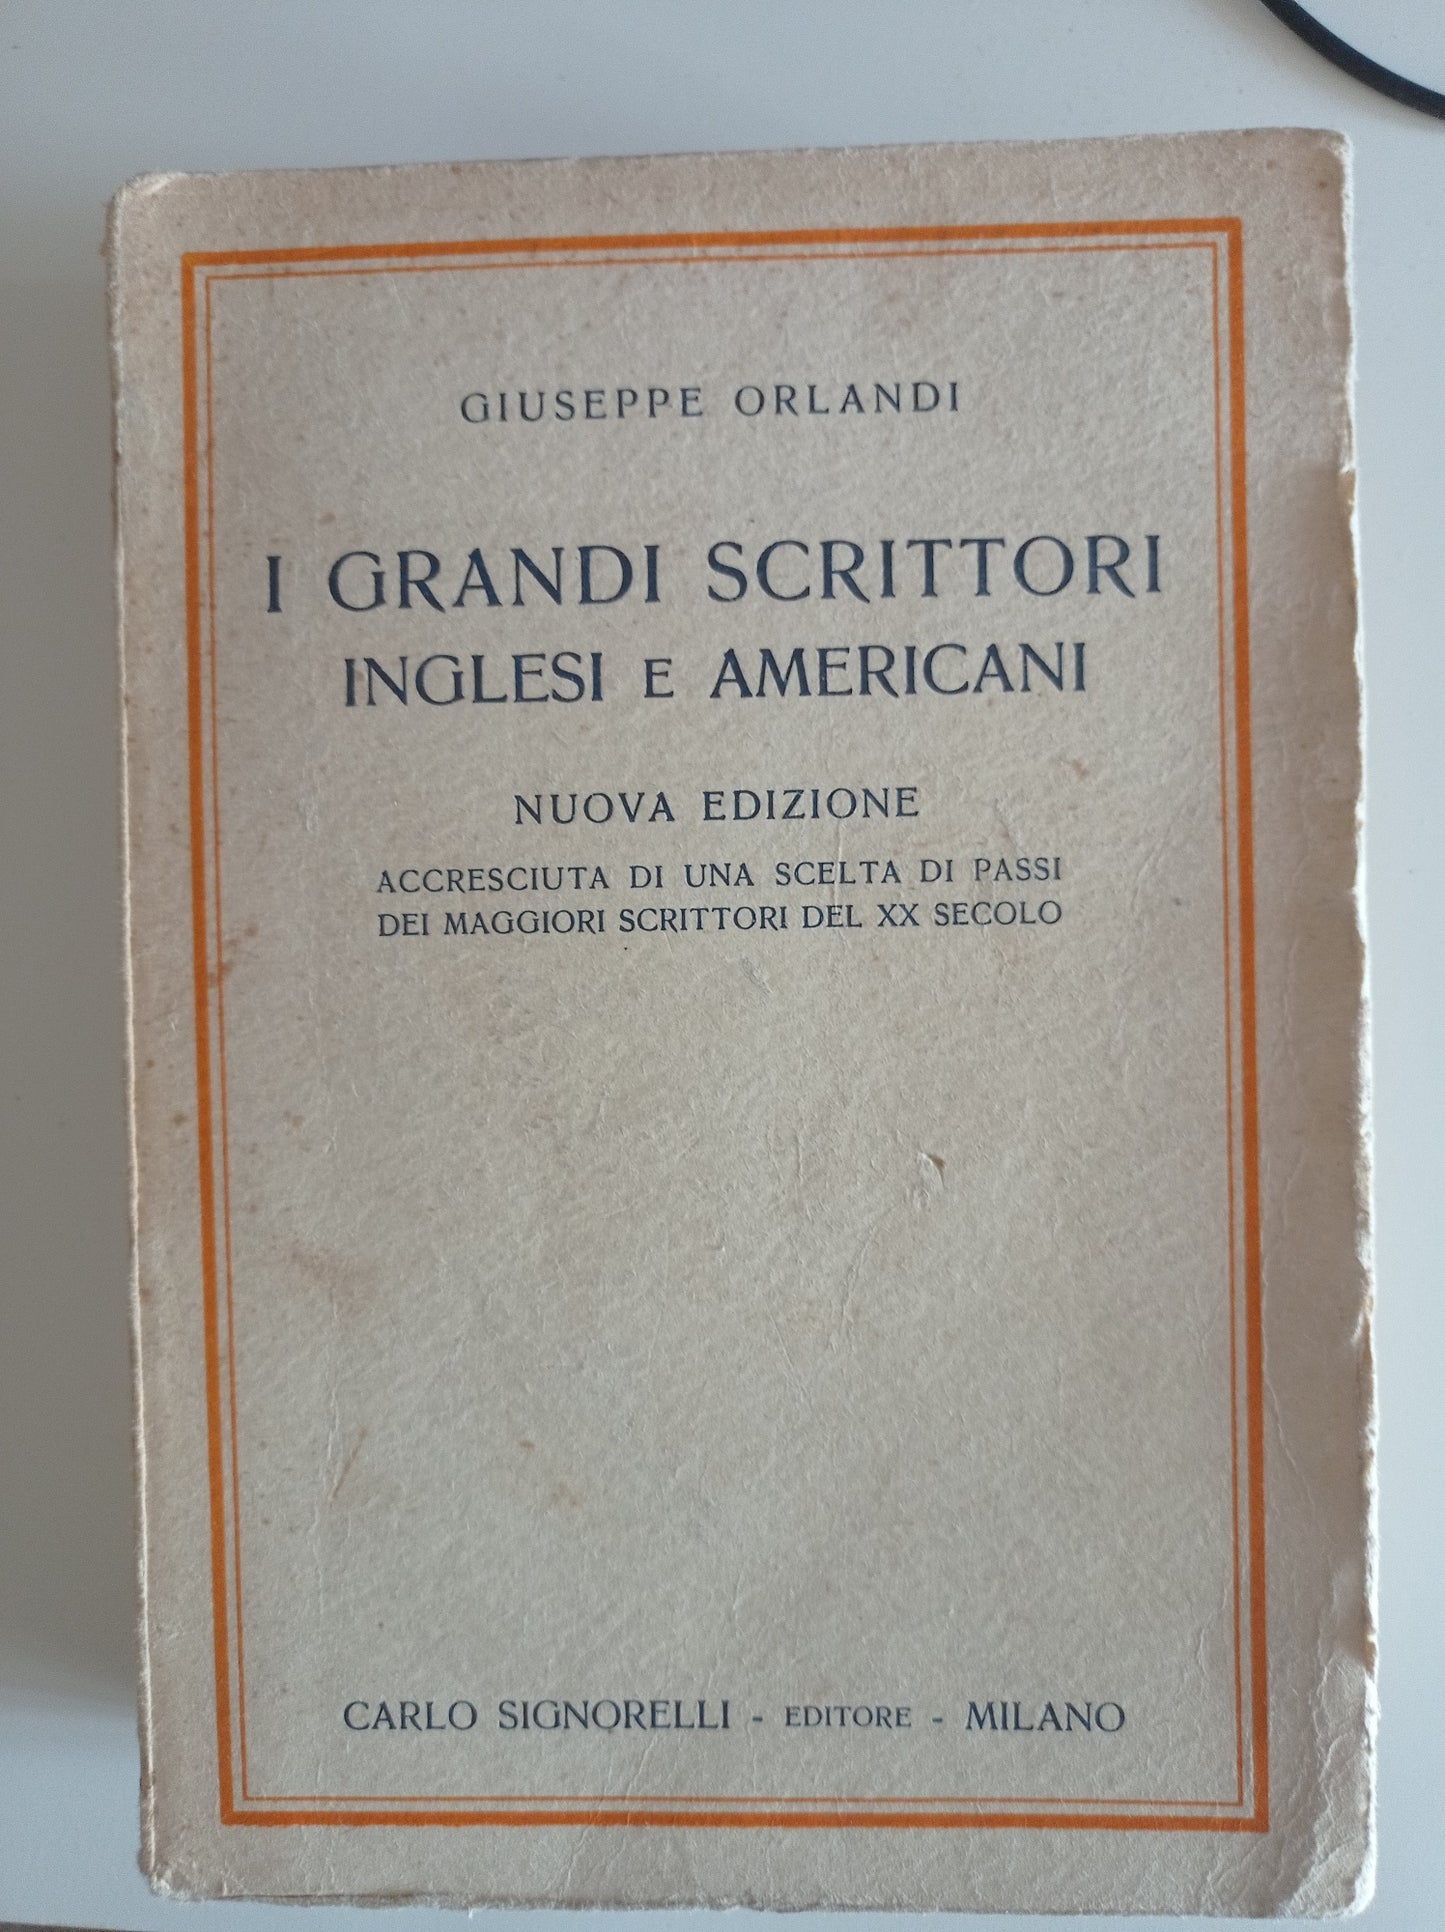 GIUSEPPE ORLANDI
I GRANDI SCRITTORI
INGLESI E AMERICANI
NUOVA EDIZIONE
ACCRESCIUTA DI UNA SCELTA DI PASSI
DEI MAGGIORI SCRITTORI DEL XX SECOLO
CARLO SIGNORELLI - EDITORE - MILANO